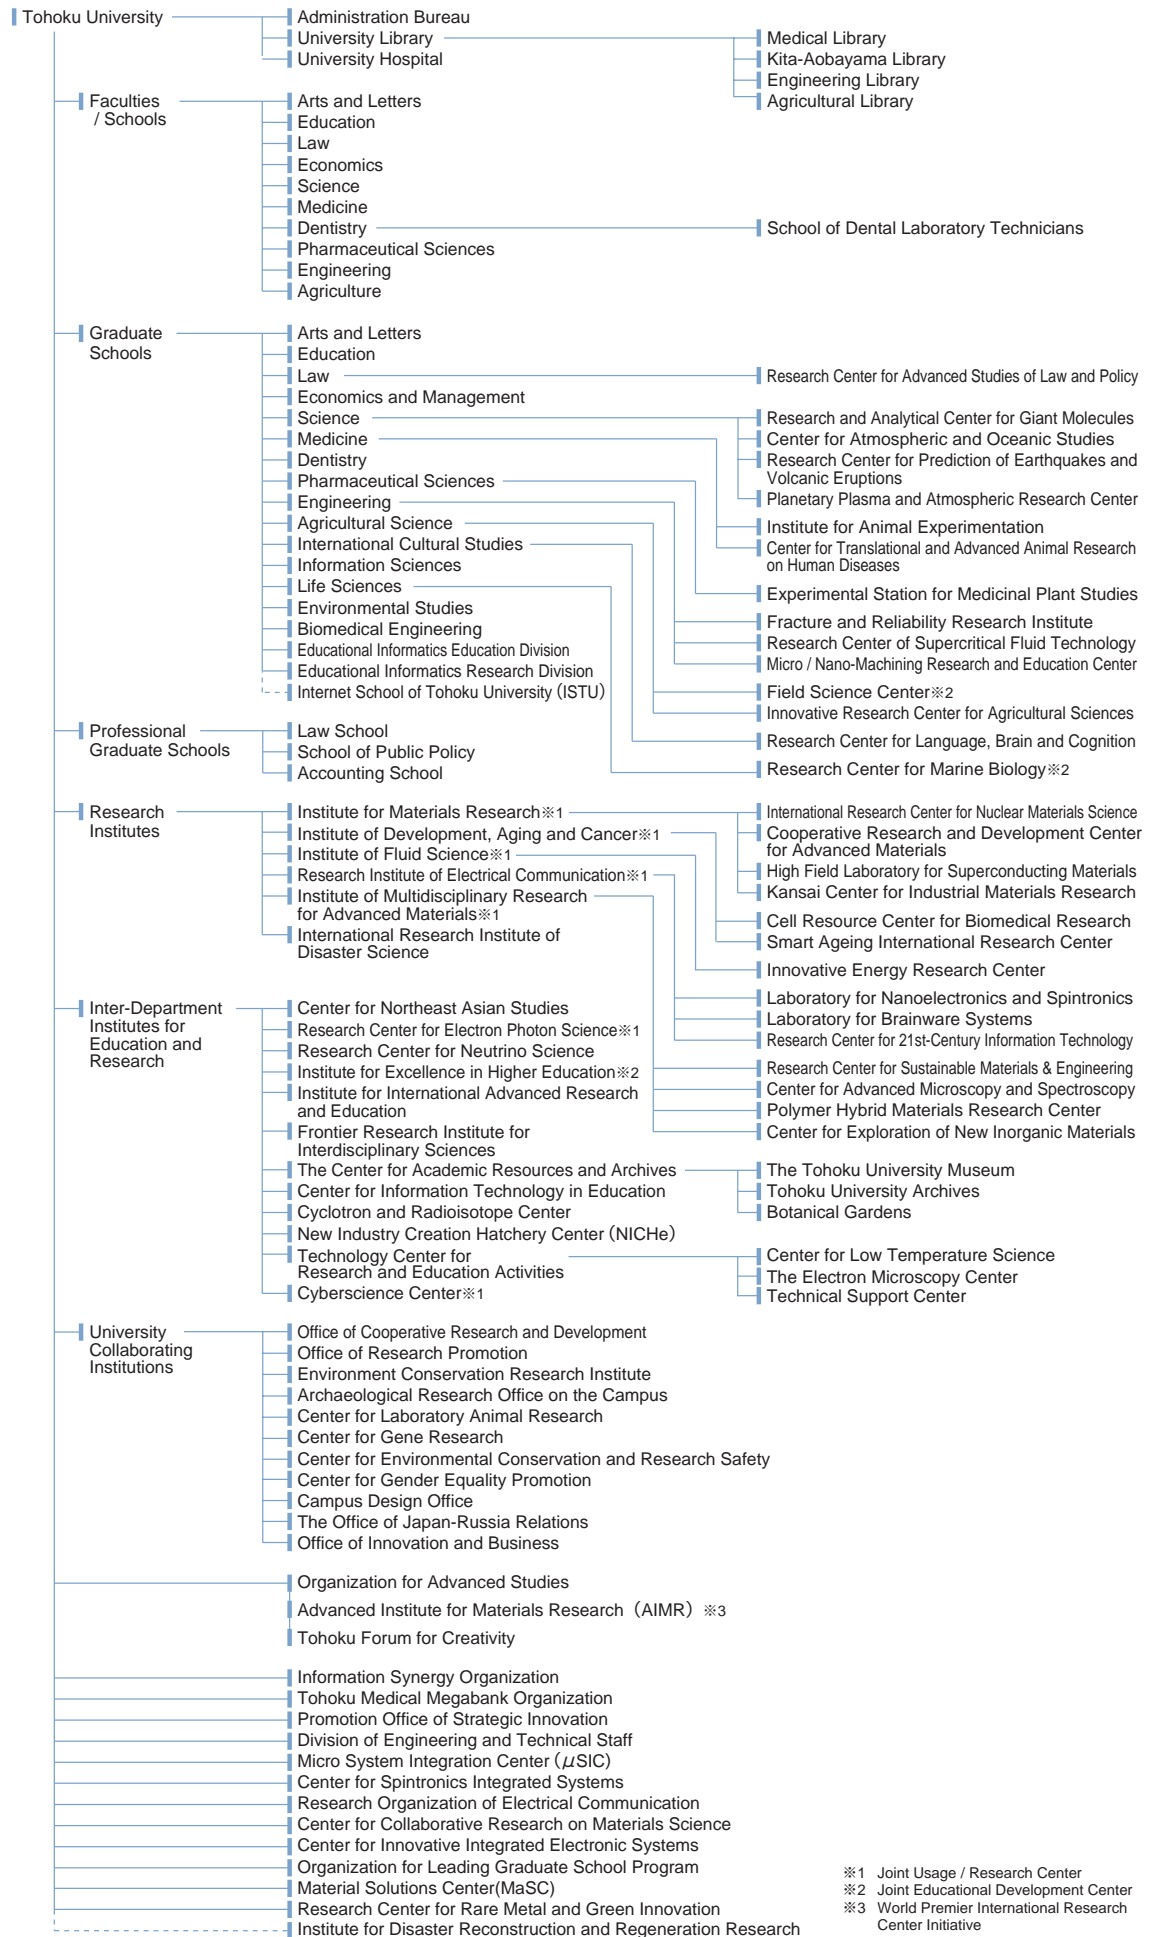 Tohoku University
Administration Bureau
University Library
University Hospital
Medical Library
Kita-Aobayama Library
Engineering Library
Agricultural Library
Faculties
/ Schools
Arts and Letters
Education
Law
Economics
Science
Medicine
Dentistry
Pharmaceutical Sciences
Engineering
Agriculture
School of Dental Laboratory Technicians
Graduate
Schools
Arts and Letters
Education
Law
Economics and Management
Science
Medicine
Dentistry
Pharmaceutical Sciences
Engineering
Agricultural Science
International Cultural Studies
Information Sciences
Life Sciences
Environmental Studies
Biomedical Engineering
Educational Informatics Education Division
Educational Informatics Research Division
Internet School of Tohoku University (ISTU)
Research Center for Advanced Studies of Law and Policy
Research and Analytical Center for Giant Molecules
Center for Atmospheric and Oceanic Studies
Research Center for Prediction of Earthquakes and
Volcanic Eruptions
Planetary Plasma and Atmospheric Research Center
Institute for Animal Experimentation
Center for Translational and Advanced Animal Research
on Human Diseases
Experimental Station for Medicinal Plant Studies
Fracture and Reliability Research Institute
Research Center of Supercritical Fluid Technology
Micro / Nano-Machining Research and Education Center
Field Science Center※2
Innovative Research Center for Agricultural Sciences
Research Center for Language, Brain and Cognition
Research Center for Marine Biology※2
Professional
Graduate Schools
Law School
School of Public Policy
Accounting School
Research
Institutes
Institute for Materials Research※1
Institute of Development, Aging and Cancer※1
Institute of Fluid Science※1
Research Institute of Electrical Communication※1
Institute of Multidisciplinary Research
for Advanced Materials※1
International Research Institute of
Disaster Science
International Research Center for Nuclear Materials Science
Cooperative Research and Development Center
for Advanced Materials
High Field Laboratory for Superconducting Materials
Kansai Center for Industrial Materials Research
Cell Resource Center for Biomedical Research
Smart Ageing International Research Center
Innovative Energy Research Center
Laboratory for Nanoelectronics and Spintronics
Laboratory for Brainware Systems
Research Center for 21st-Century Information Technology
Research Center for Sustainable Materials & Engineering
Center for Advanced Microscopy and Spectroscopy
Polymer Hybrid Materials Research Center
Center for Exploration of New Inorganic Materials
Inter-Department
Institutes for
Education and
Research
Center for Northeast Asian Studies
Research Center for Electron Photon Science※1
Research Center for Neutrino Science
Institute for Excellence in Higher Education※2
Institute for International Advanced Research
and Education
Frontier Research Institute for
Interdisciplinary Sciences
The Center for Academic Resources and Archives
Center for Information Technology in Education
Cyclotron and Radioisotope Center
New Industry Creation Hatchery Center (NICHe)
Technology Center for
Research and Education Activities
Cyberscience Center※1
The Tohoku University Museum
Tohoku University Archives
Botanical Gardens
Center for Low Temperature Science
The Electron Microscopy Center
Technical Support Center
University
Collaborating
Institutions
Office of Cooperative Research and Development
Office of Research Promotion
Environment Conservation Research Institute
Archaeological Research Office on the Campus
Center for Laboratory Animal Research
Center for Gene Research
Center for Environmental Conservation and Research Safety
Center for Gender Equality Promotion
Campus Design Office
The Office of Japan-Russia Relations
Office of Innovation and Business
Organization for Advanced Studies
Advanced Institute for Materials Research（AIMR）※3
Tohoku Forum for Creativity
Information Synergy Organization
Tohoku Medical Megabank Organization
Promotion Office of Strategic Innovation
Division of Engineering and Technical Staff
Micro System Integration Center (μSIC)
Center for Spintronics Integrated Systems
Research Organization of Electrical Communication
Center for Collaborative Research on Materials Science
Center for Innovative Integrated Electronic Systems
Organization for Leading Graduate School Program
Material Solutions Center(MaSC)
Research Center for Rare Metal and Green Innovation
Institute for Disaster Reconstruction and Regeneration Research
※1 Joint Usage / Research Center
※2 Joint Educational Development Center
※3 World Premier International Research
Center Initiative